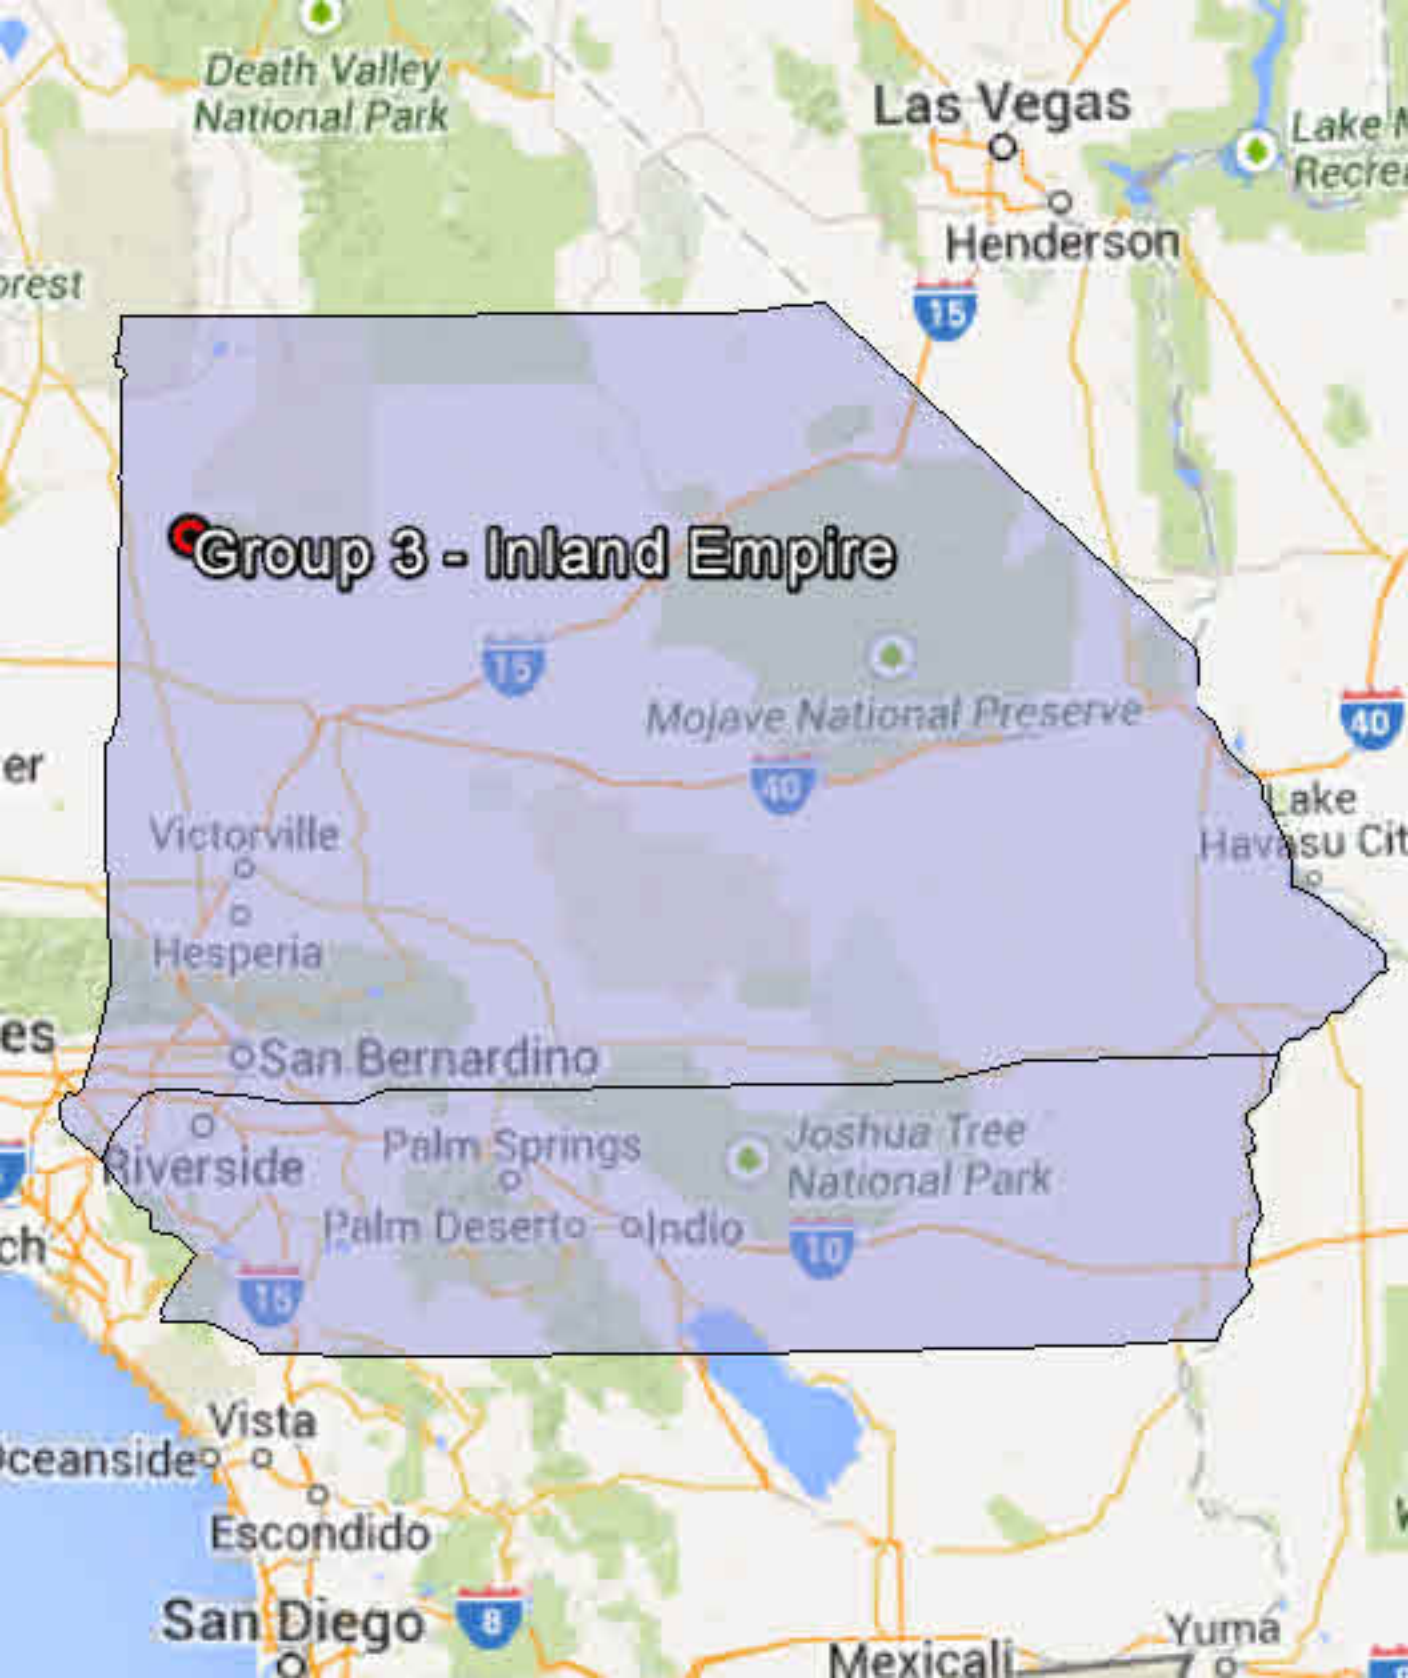 Death Valley
National Park
Las Vegas
Lake
Henderson
15
Group 3 - Inland Empire
15
Mojave National Preserve
40
40
Lake
Havasu Cit
Victorville
Hesperia
es
San Bernardino
Joshua Tree
National Park
Palm Springs
Riverside
Palm Desert
Indio
10
15
ch
er
orest
Vista
Oceanside
Escondido
San Diego
8
Yuma
Mexicali